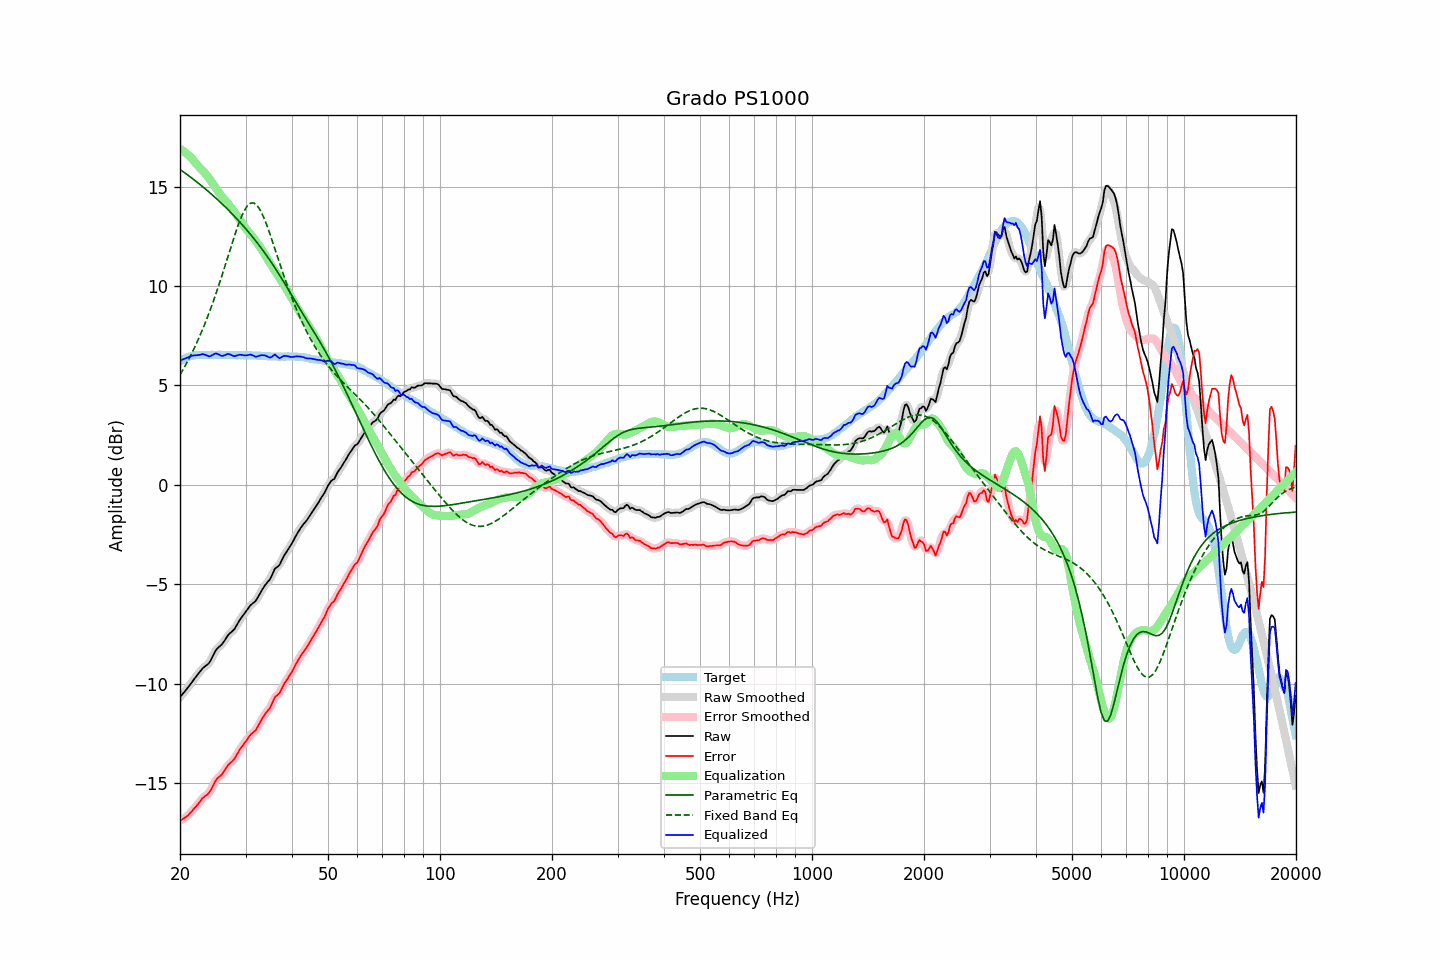 Grado PS1000
Amplitude (dBr)
15
10
5
0
−5
−10
−15
Target
Raw Smoothed
Error Smoothed
Raw
Error
Equalization
Parametric Eq
Fixed Band Eq
Equalized
20
50
100
200
500
1000
2000
5000
10000
20000
Frequency (Hz)